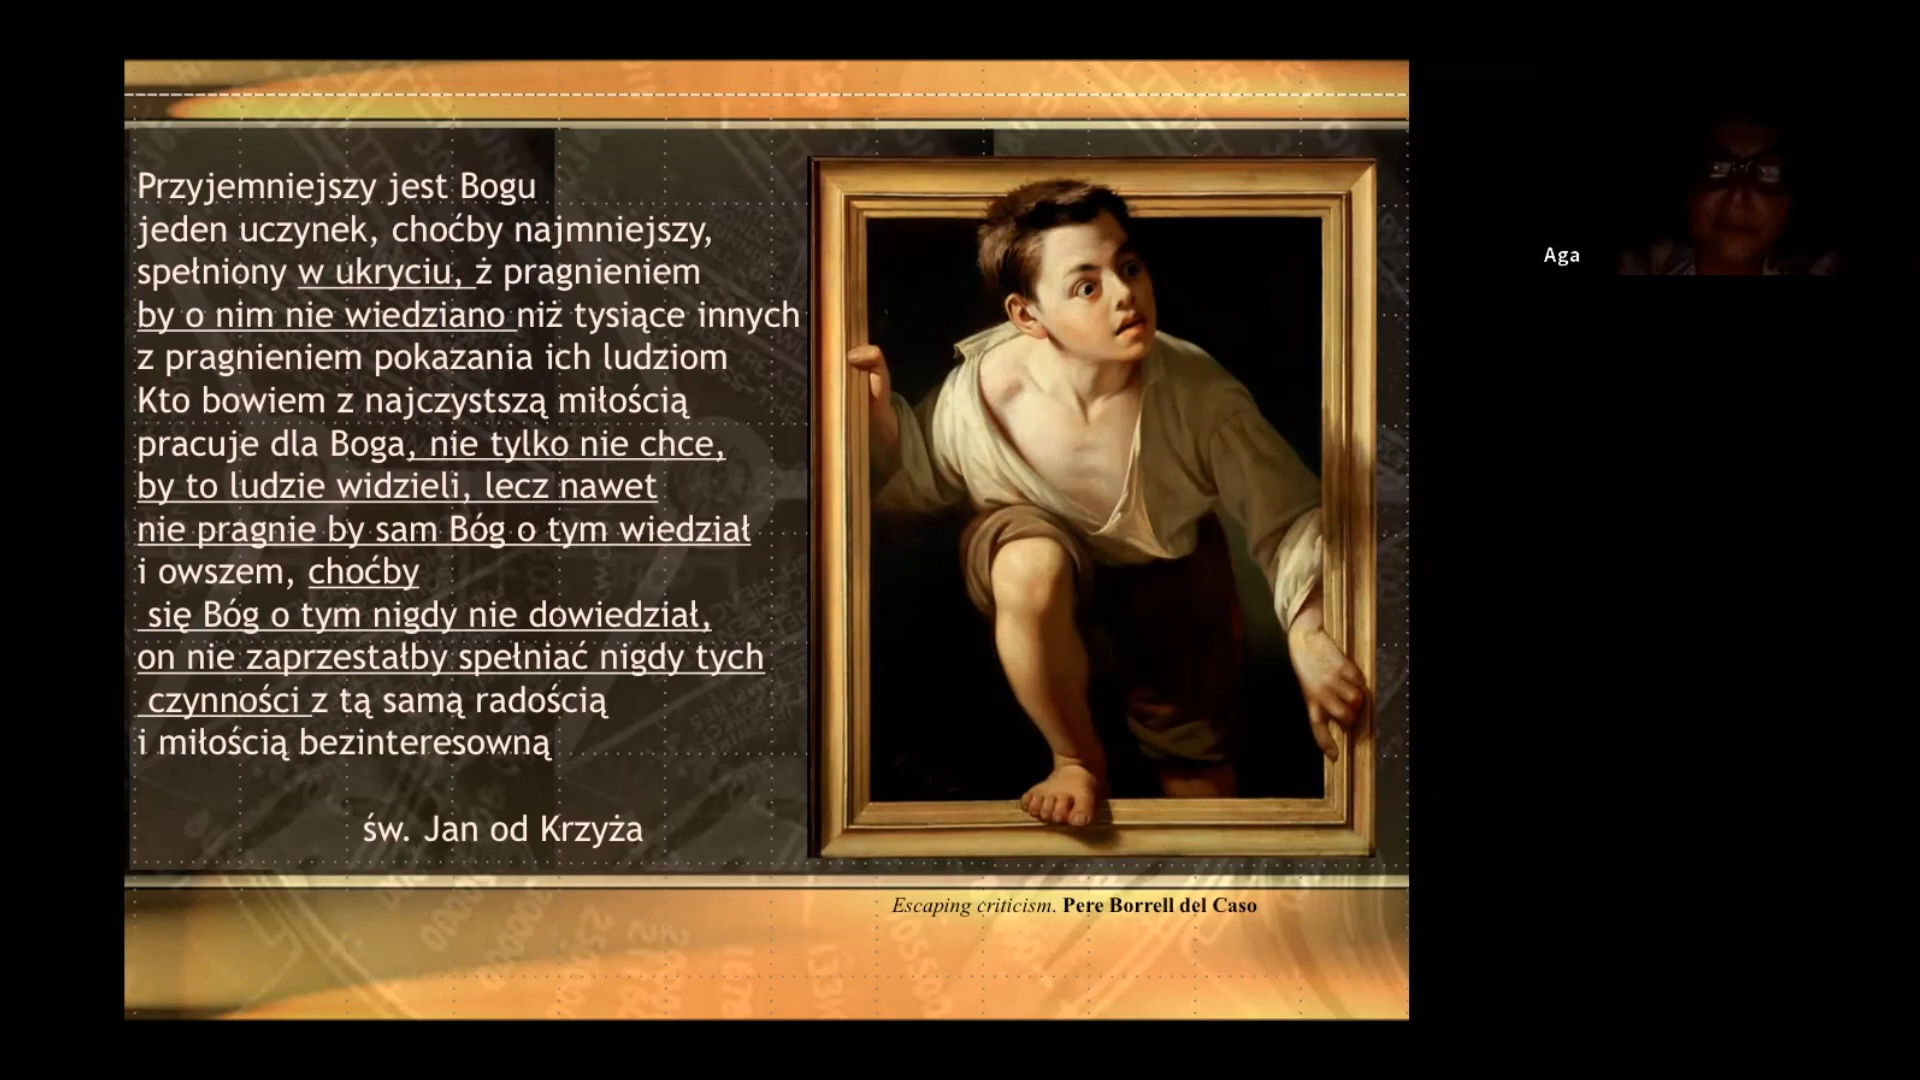 Przyjemniejszy jest Bogu
jeden uczynek, choćby najmniejszy,
spełniony w ukryciu, ż pragnieniem
by o nim nie wiedziano niż tysiące innych
z pragnieniem pokazania ich ludziom
Kto bowiem z najczystszą miłością
pracuje dla Boga, nie tylko nie chce,
by to ludzie widzieli, lecz nawet
nie pragnie by sam Bóg o tym wiedział
i owszem, choćby
się Bóg o tym nigdy nie dowiedział,
on nie zaprzestałby spełniać nigdy tych
czynności z tą samą radością
i miłością bezinteresowną
św. Jan od Krzyża
Escaping criticism. Pere Borrell del Caso
Aga